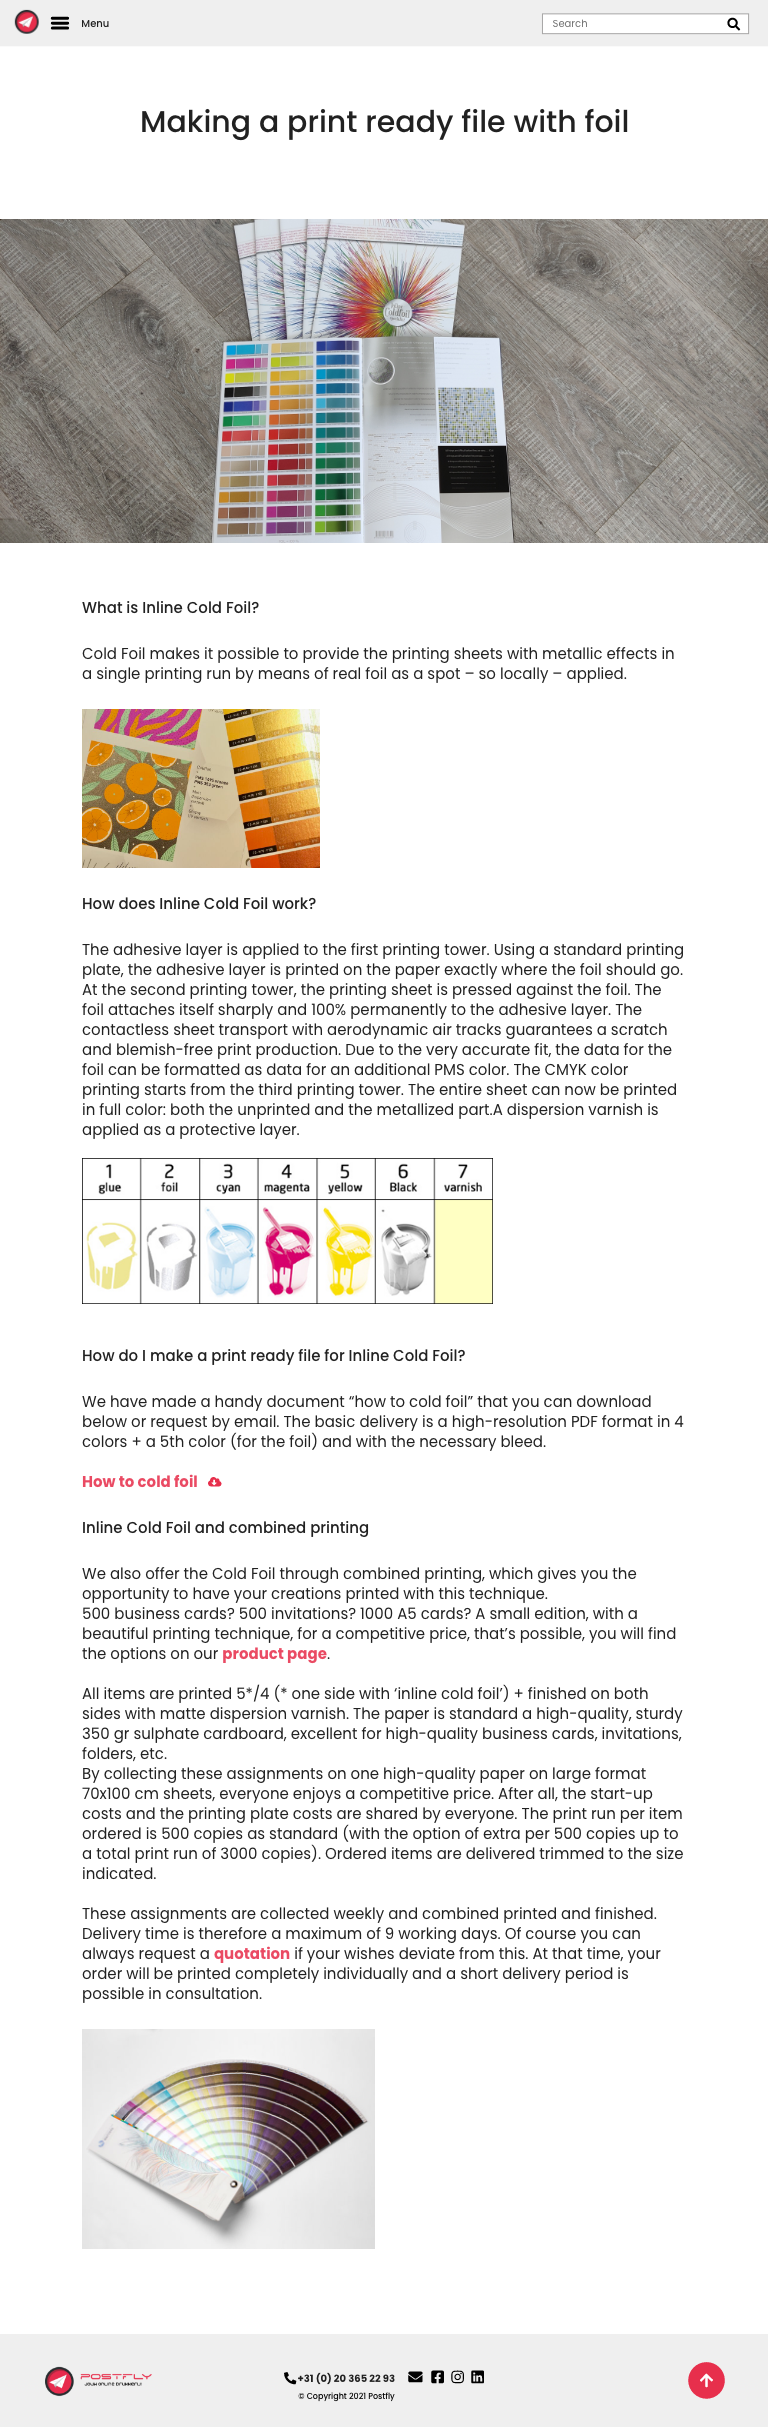 Menu
Search
Making a print ready file with foil
Coldfoil
What is Inline Cold Foil?
Cold Foil makes it possible to provide the printing sheets with metallic effects in
a single printing run by means of real foil as a spot – so locally – applied.
How does Inline Cold Foil work?
The adhesive layer is applied to the first printing tower. Using a standard printing
plate, the adhesive layer is printed on the paper exactly where the foil should go.
At the second printing tower, the printing sheet is pressed against the foil. The
foil attaches itself sharply and 100% permanently to the adhesive layer. The
contactless sheet transport with aerodynamic air tracks guarantees a scratch
and blemish-free print production. Due to the very accurate fit, the data for the
foil can be formatted as data for an additional PMS color. The CMYK color
printing starts from the third printing tower. The entire sheet can now be printed
in full color: both the unprinted and the metallized part.A dispersion varnish is
applied as a protective layer.
1 2 3 4 5 6 7
glue foil cyan magenta yellow Black varnish
How do I make a print ready file for Inline Cold Foil?
We have made a handy document “how to cold foil” that you can download
below or request by email. The basic delivery is a high-resolution PDF format in 4
colors + a 5th color (for the foil) and with the necessary bleed.
How to cold foil
Inline Cold Foil and combined printing
We also offer the Cold Foil through combined printing, which gives you the
opportunity to have your creations printed with this technique.
500 business cards? 500 invitations? 1000 A5 cards? A small edition, with a
beautiful printing technique, for a competitive price, that’s possible, you will find
the options on our product page.
All items are printed 5*/4 (* one side with ‘inline cold foil’) + finished on both
sides with matte dispersion varnish. The paper is standard a high-quality, sturdy
350 gr sulphate cardboard, excellent for high-quality business cards, invitations,
folders, etc.
By collecting these assignments on one high-quality paper on large format
70x100 cm sheets, everyone enjoys a competitive price. After all, the start-up
costs and the printing plate costs are shared by everyone. The print run per item
ordered is 500 copies as standard (with the option of extra per 500 copies up to
a total print run of 3000 copies). Ordered items are delivered trimmed to the size
indicated.
These assignments are collected weekly and combined printed and finished.
Delivery time is therefore a maximum of 9 working days. Of course you can
always request a quotation if your wishes deviate from this. At that time, your
order will be printed completely individually and a short delivery period is
possible in consultation.
POSTFLY
JOUW ONLINE DRUKKERIJ
+31 (0) 20 365 22 93
© Copyright 2021 Postfly